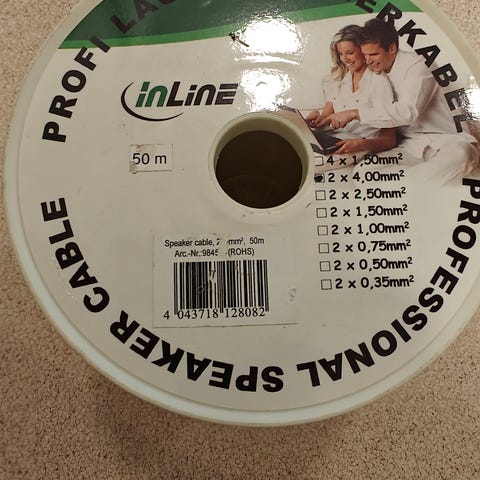 PROFI
ERKABEL
inLine
50 m
4 x 1,50mm²
2 x 4,00mm²
2 x 2,50mm²
2 x 1,50mm²
2 x 1,00mm²
2 x 0,75mm²
2 x 0,50mm²
2 x 0,35mm²
Speaker cable, mm², 50m
Arc.-Nr.:9845 (ROHS)
4 043718 128082
PROFESSIONAL SPEAKER CABLE